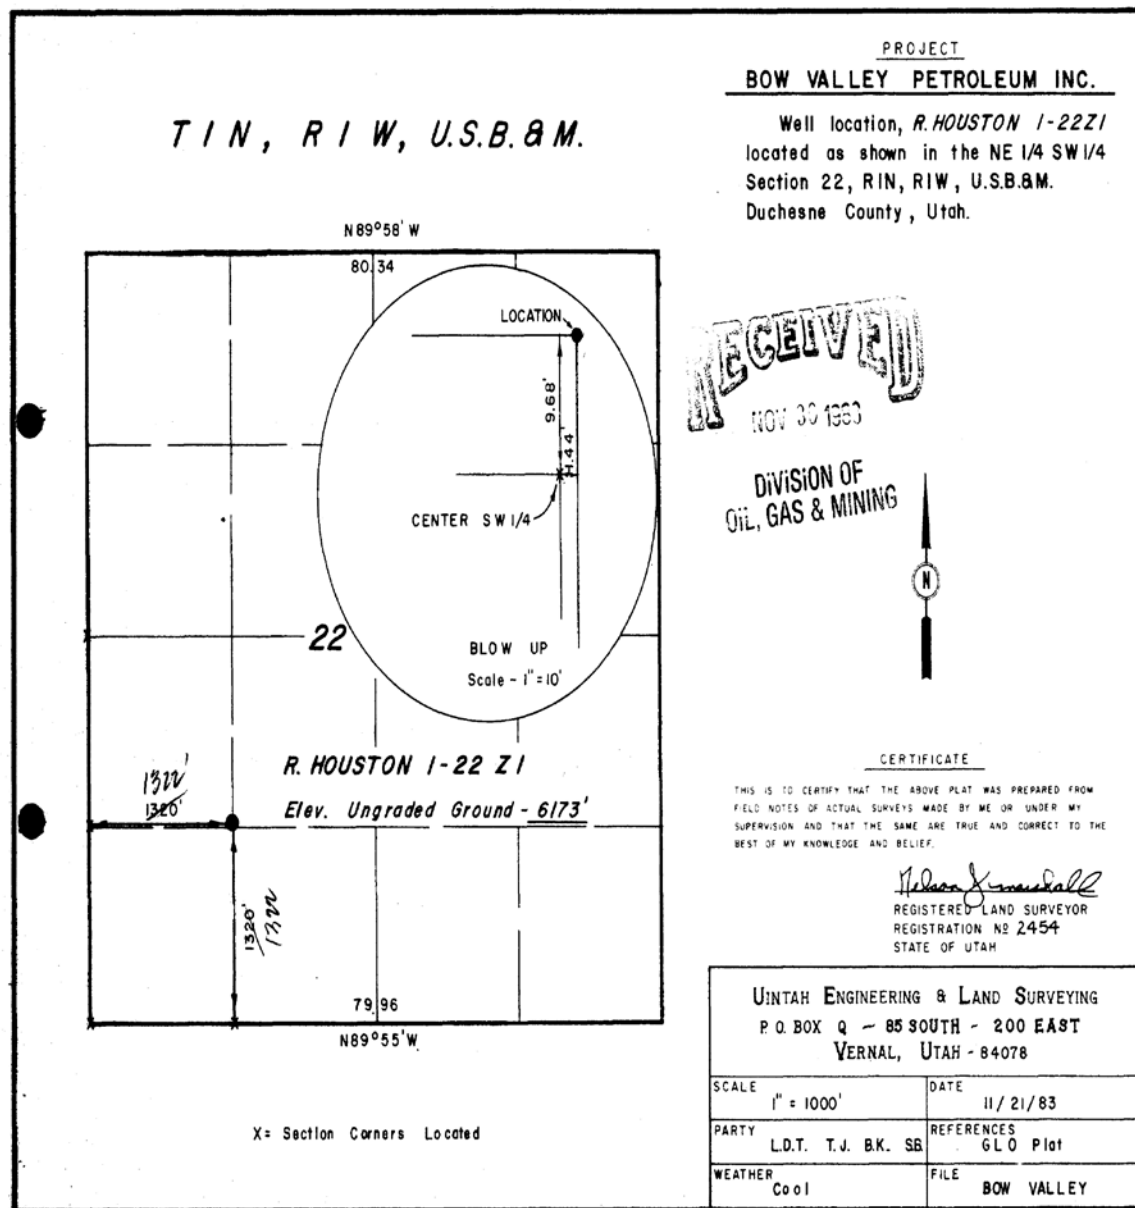 PROJECT
BOW VALLEY PETROLEUM INC.
Well location, R. HOUSTON 1-22Z1
located as shown in the NE 1/4 SW 1/4
Section 22, R1N, R1W, U.S.B.&M.
Duchesne County, Utah.
T1N, R1W, U.S.B.&M.
N89°58'W
80.34
LOCATION
9.68'
CENTER SW 1/4
BLOW UP
Scale - 1" = 10'
22
RECEIVED
DIVISION OF
OIL, GAS & MINING
N
R. HOUSTON 1-22 Z1
Elev. Ungraded Ground - 6173'
1322'
1320'
1320'
1322
79.96
N89°55'W
X = Section Corners Located
CERTIFICATE
THIS IS TO CERTIFY THAT THE ABOVE PLAT WAS PREPARED FROM
FIELD NOTES OF ACTUAL SURVEYS MADE BY ME OR UNDER MY
SUPERVISION AND THAT THE SAME ARE TRUE AND CORRECT TO THE
BEST OF MY KNOWLEDGE AND BELIEF.
Nelson J. Marshall
REGISTERED LAND SURVEYOR
REGISTRATION Nº 2454
STATE OF UTAH
UINTAH ENGINEERING & LAND SURVEYING
P.O. BOX Q - 85 SOUTH - 200 EAST
VERNAL, UTAH - 84078
SCALE
1" = 1000'
DATE
11/21/83
PARTY
L.D.T. T.J. B.K. S.B.
REFERENCES
GLO Plat
WEATHER
Cool
FILE
BOW VALLEY